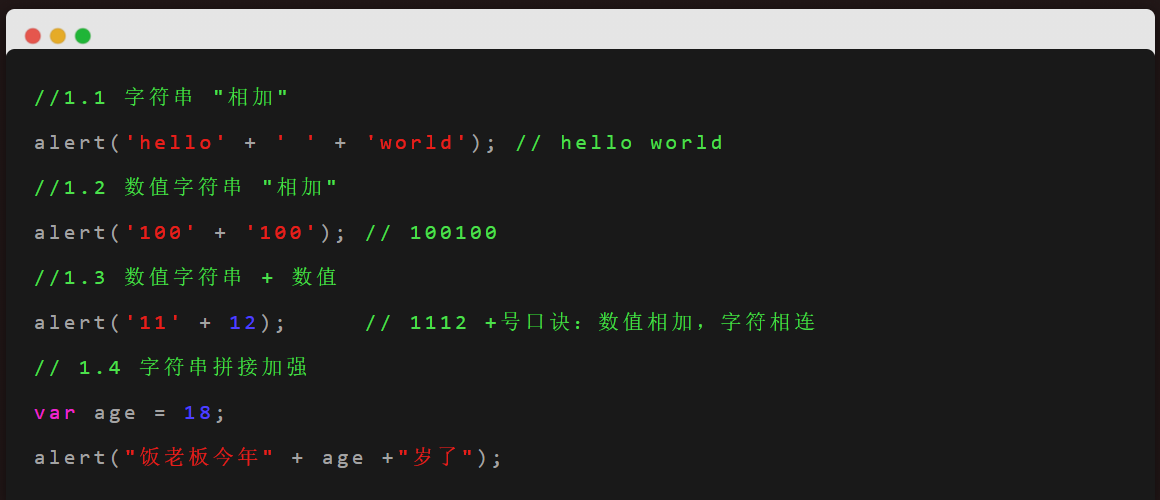 //1.1 字符串 "相加"
alert('hello' + ' ' + 'world'); // hello world
//1.2 数值字符串 "相加"
alert('100' + '100'); // 100100
//1.3 数值字符串 + 数值
alert('11' + 12);     // 1112 +号口诀：数值相加，字符相连
// 1.4 字符串拼接加强
var age = 18;
alert("饭老板今年" + age +"岁了");